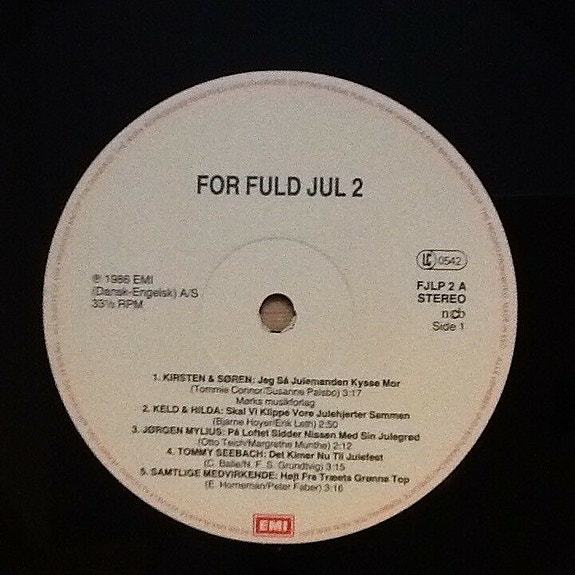 FOR FULD JUL 2
℗ 1986 EMI
(Dansk-Engelsk) A/S
33⅓ RPM
LC 0542
FJLP 2 A
STEREO
ncb
Side 1
1. KIRSTEN & SØREN: Jeg Så Julemanden Kysse Mor
(Tommie Connor/Susanne Palsbo) 3:17
Mørks musikforlag
2. KELD & HILDA: Skal Vi Klippe Vore Julehjerter Sammen
(Bjarne Hoyer/Erik Leth) 2:50
3. JØRGEN MYLIUS: På Loftet Sidder Nissen Med Sin Julegrød
(Otto Teich/Margrethe Munthe) 2:12
4. TOMMY SEEBACH: Det Kimer Nu Til Julefest
(C. Balle/N. F. S. Grundtvig) 3:15
5. SAMTLIGE MEDVIRKENDE: Højt Fra Træets Grønne Top
(E. Horneman/Peter Faber) 3:16
EMI